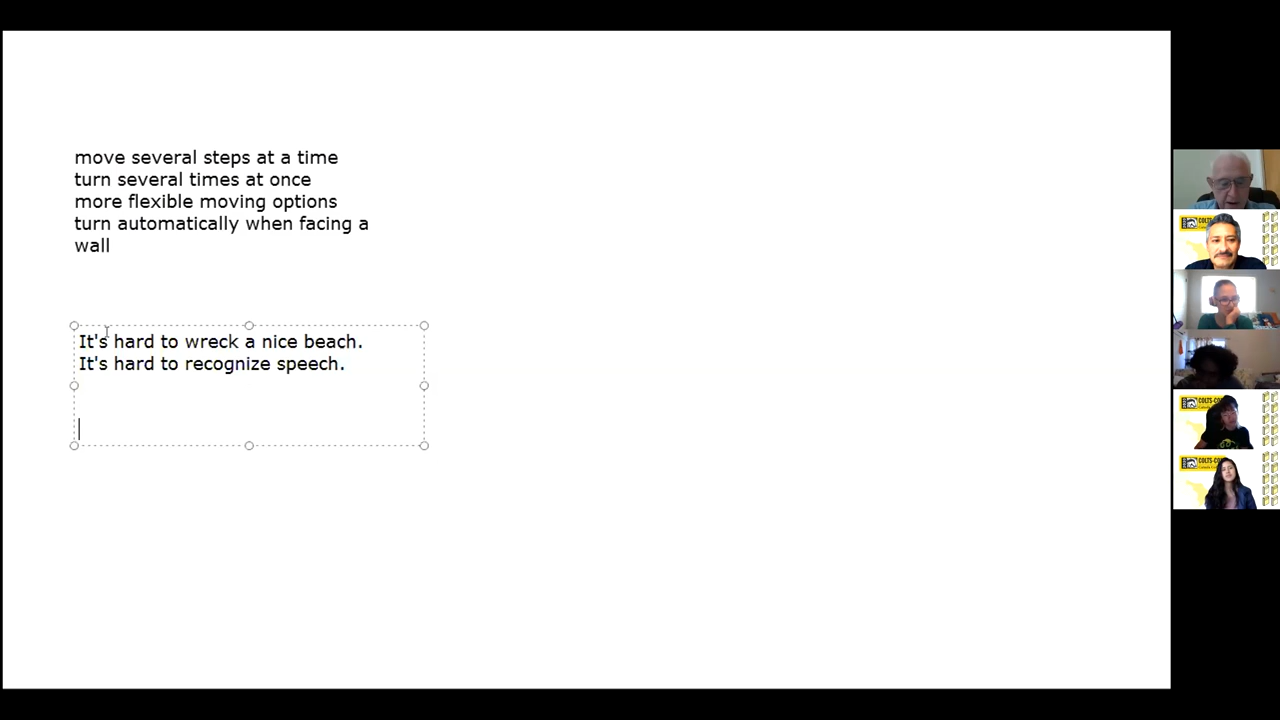 move several steps at a time
turn several times at once
more flexible moving options
turn automatically when facing a
wall
It's hard to wreck a nice beach.
It's hard to recognize speech.